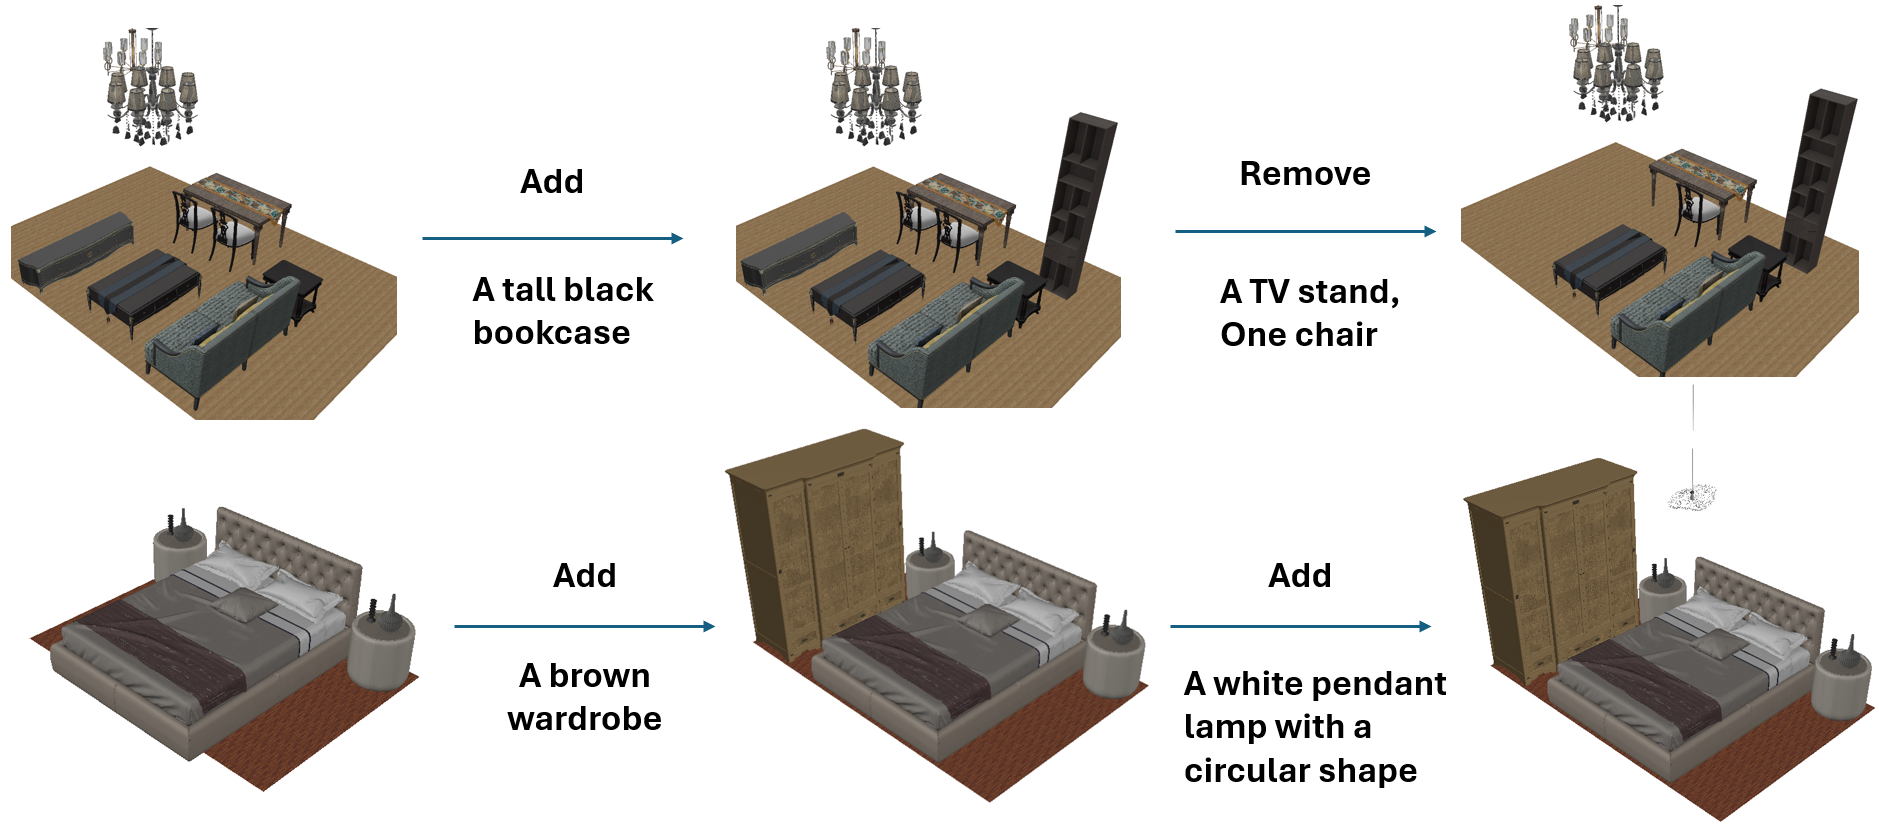 Add
A tall black
bookcase
Remove
A TV stand,
One chair
Add
A brown
wardrobe
Add
A white pendant
lamp with a
circular shape